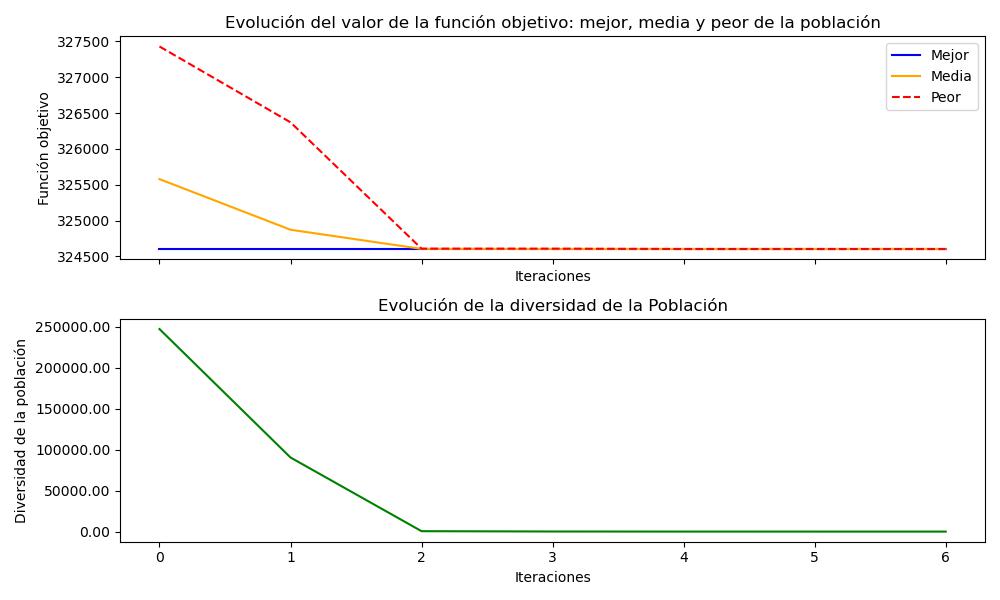 Evolución del valor de la función objetivo: mejor, media y peor de la población
327500
327000
326500
326000
325500
325000
324500
Función objetivo
Mejor
Media
Peor
Iteraciones
Evolución de la diversidad de la Población
250000.00
200000.00
150000.00
100000.00
50000.00
0.00
Diversidad de la población
0 1 2 3 4 5 6
Iteraciones